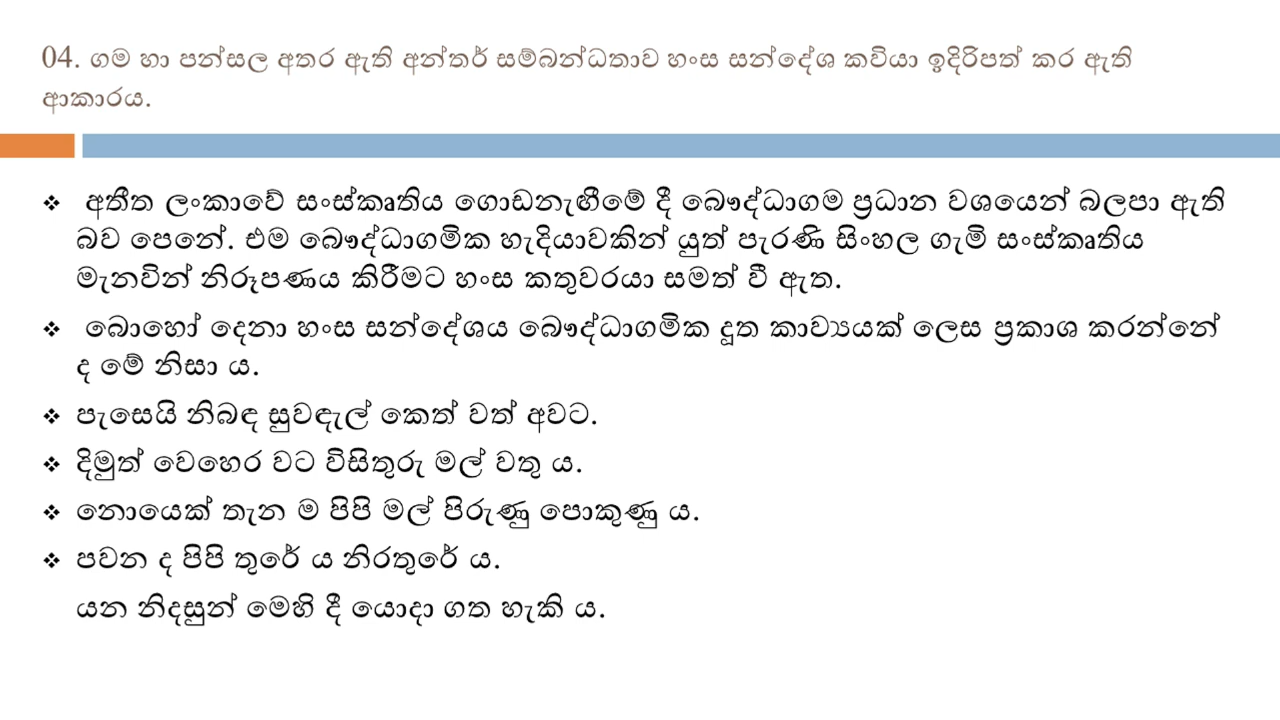 04. ගම හා පන්සල අතර ඇති අන්තර් සම්බන්ධතාව හංස සන්දේශ කවියා ඉදිරිපත් කර ඇති
ආකාරය.
❖ අතීත ලංකාවේ සංස්කෘතිය ගොඩනැඟීමේ දී බෞද්ධාගම ප්‍රධාන වශයෙන් බලපා ඇති
බව පෙනේ. එම බෞද්ධාගමික හැදියාවකින් යුත් පැරණි සිංහල ගැමි සංස්කෘතිය
මැනවින් නිරූපණය කිරීමට හංස කතුවරයා සමත් වී ඇත.
❖ බොහෝ දෙනා හංස සන්දේශය බෞද්ධාගමික දූත කාව්‍යයක් ලෙස ප්‍රකාශ කරන්නේ
ද මේ නිසා ය.
❖ පැසෙයි නිබඳ සුවඳැල් කෙත් වත් අවට.
❖ දිමුත් වෙහෙර වට විසිතුරු මල් වතු ය.
❖ නොයෙක් තැන ම පිපි මල් පිරුණු පොකුණු ය.
❖ පවන ද පිපි තුරේ ය නිරතුරේ ය.
යන නිදසුන් මෙහි දී යොදා ගත හැකි ය.